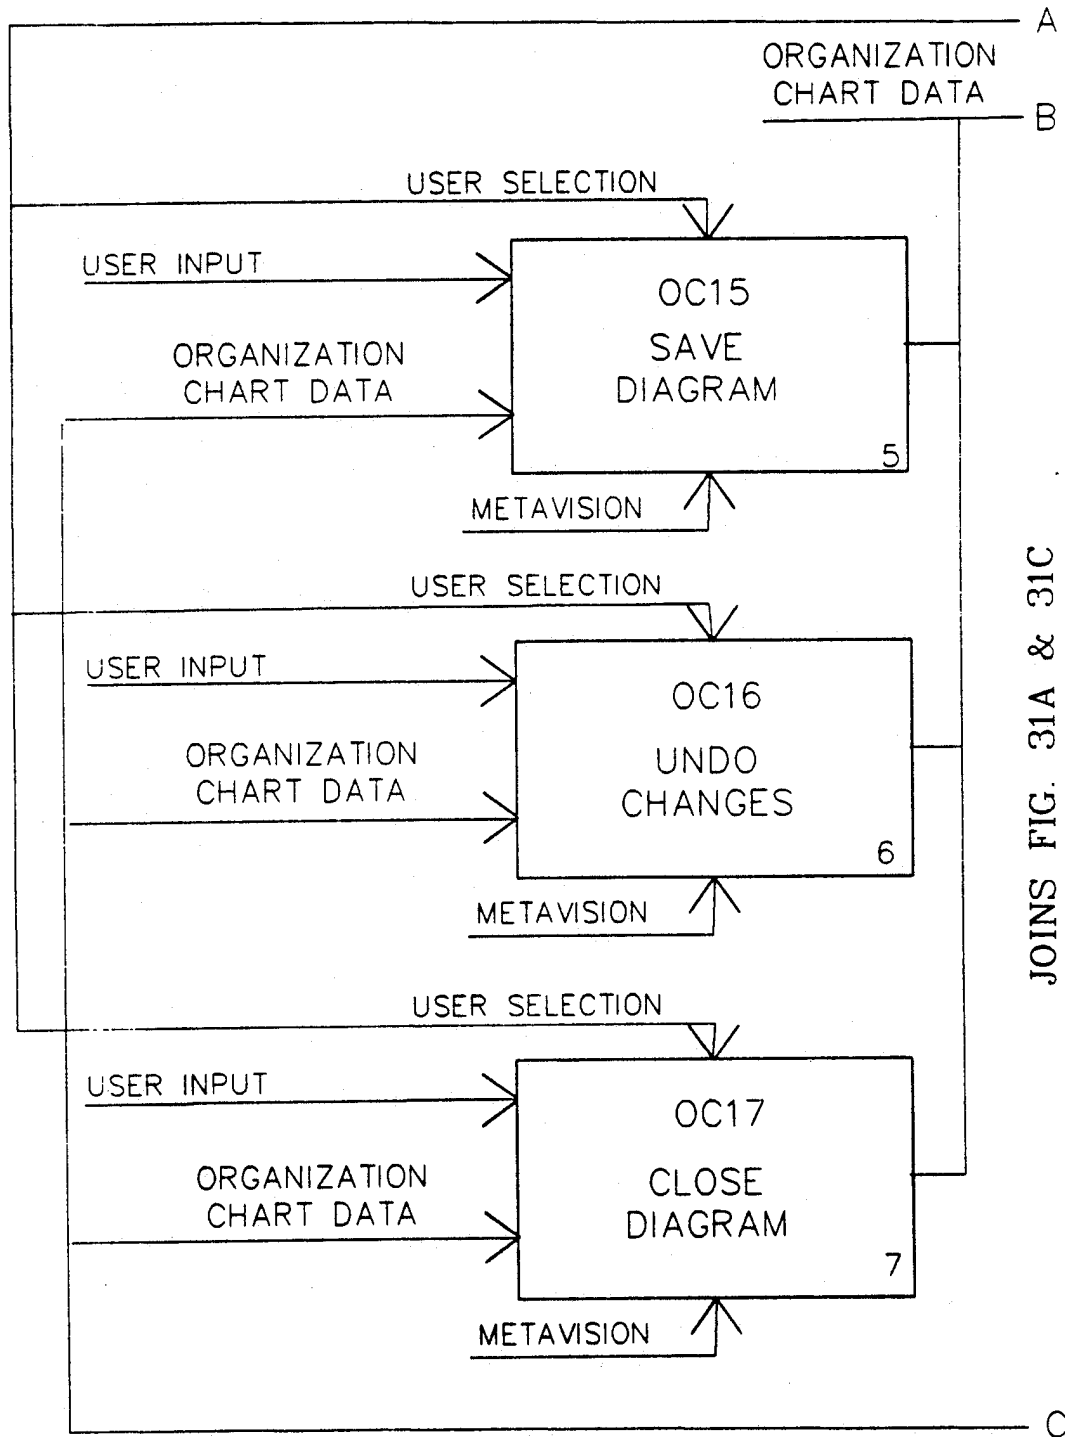 A
ORGANIZATION
CHART DATA
B
USER SELECTION
USER INPUT
OC15
SAVE
DIAGRAM
ORGANIZATION
CHART DATA
5
METAVISION
USER SELECTION
USER INPUT
OC16
UNDO
CHANGES
ORGANIZATION
CHART DATA
6
METAVISION
USER SELECTION
USER INPUT
OC17
CLOSE
DIAGRAM
ORGANIZATION
CHART DATA
7
METAVISION
C
JOINS FIG. 31A & 31C